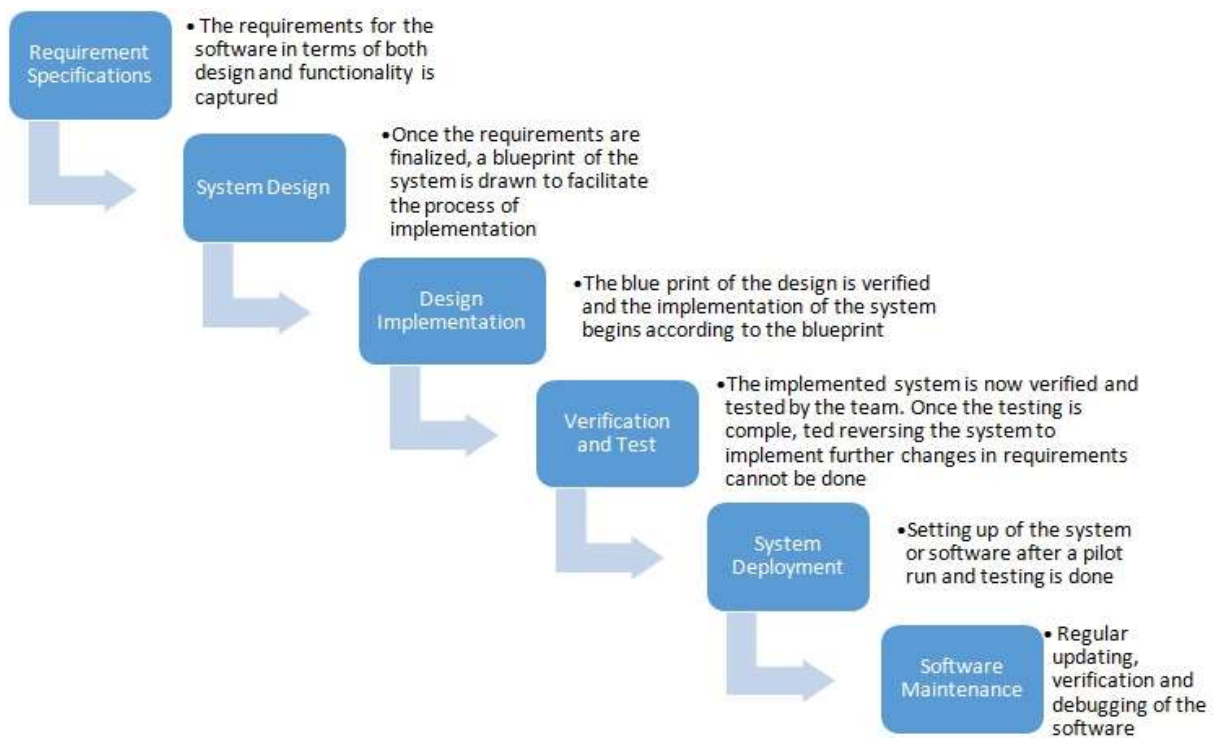 Requirement
Specifications
• The requirements for the
software in terms of both
design and functionality is
captured
System Design
•Once the requirements are
finalized, a blueprint of the
system is drawn to facilitate
the process of
implementation
Design
Implementation
•The blue print of the design is verified
and the implementation of the system
begins according to the blueprint
Verification
and Test
•The implemented system is now verified and
tested by the team. Once the testing is
comple, ted reversing the system to
implement further changes in requirements
cannot be done
System
Deployment
•Setting up of the system
or software after a pilot
run and testing is done
Software
Maintenance
• Regular
updating,
verification and
debugging of the
software